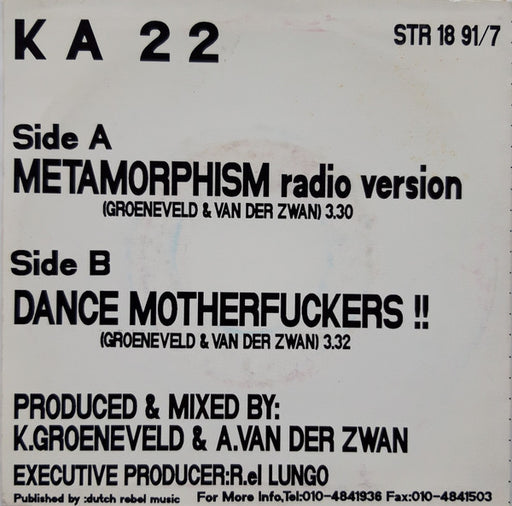 KA 22
STR 18 91/7
Side A
METAMORPHISM radio version
(GROENEVELD & VAN DER ZWAN) 3.30
Side B
DANCE MOTHERFUCKERS !!
(GROENEVELD & VAN DER ZWAN) 3.32
PRODUCED & MIXED BY:
K.GROENEVELD & A.VAN DER ZWAN
EXECUTIVE PRODUCER:R.el LUNGO
Published by :dutch rebel music For More Info,Tel:010-4841936 Fax:010-4841503